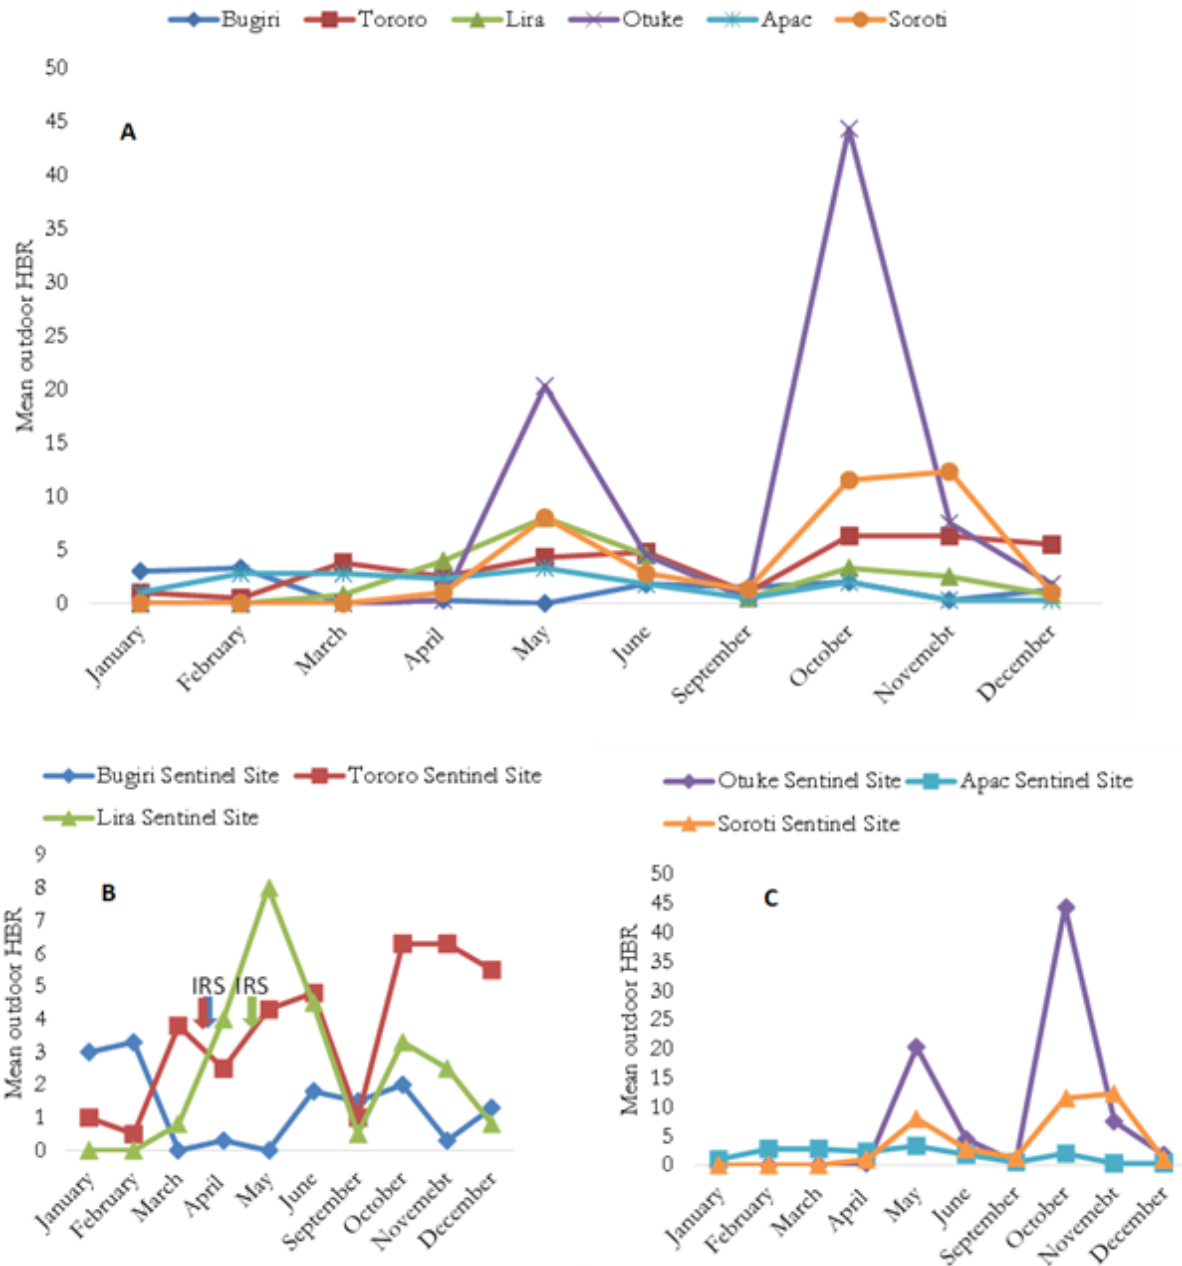 Bugiri Tororo Lira Otuke Apac Soroti
A
Mean outdoor HBR
50
45
40
35
30
25
20
15
10
5
0
January February March April May June September October Novemebt December
Bugiri Sentinel Site Tororo Sentinel Site
Lira Sentinel Site
B
Mean outdoor HBR
9
8
7
6
5
4
3
2
1
0
IRS IRS
January February March April May June September October Novemebt December
Otuke Sentinel Site Apac Sentinel Site
Soroti Sentinel Site
C
Mean outdoor HBR
50
45
40
35
30
25
20
15
10
5
0
January February March April May June September October Novemebt December